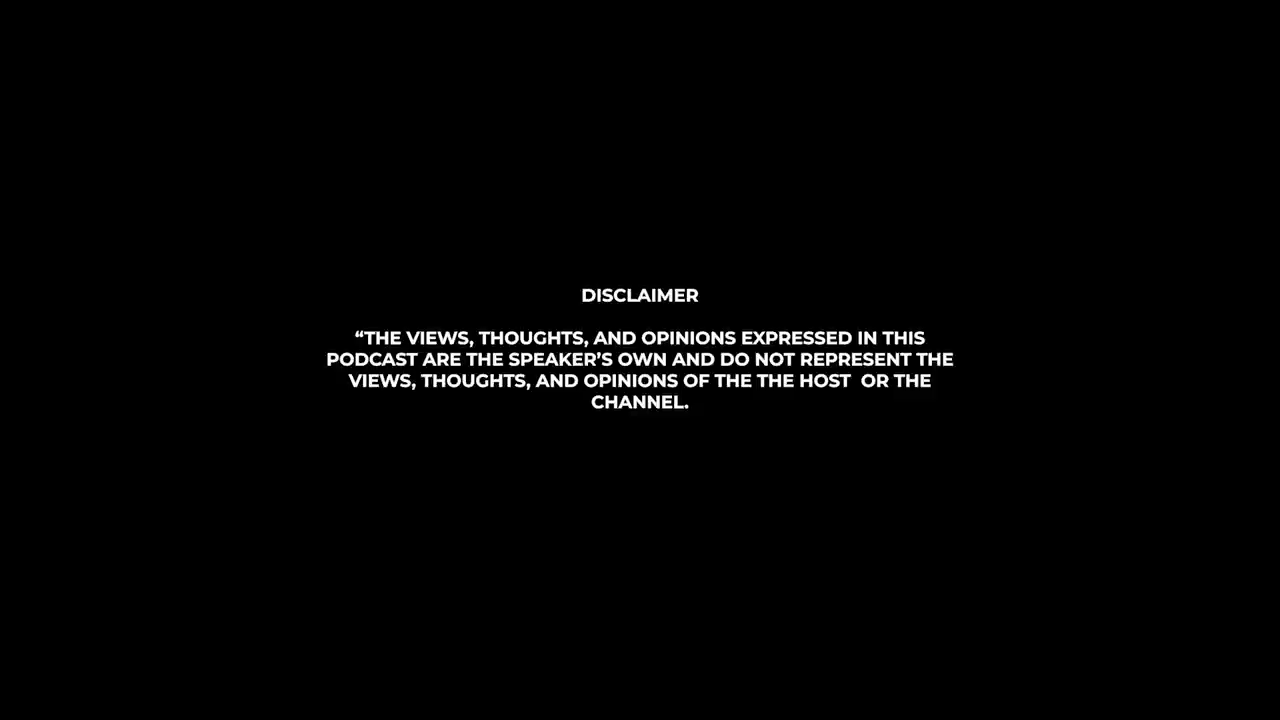 DISCLAIMER
“THE VIEWS, THOUGHTS, AND OPINIONS EXPRESSED IN THIS
PODCAST ARE THE SPEAKER’S OWN AND DO NOT REPRESENT THE
VIEWS, THOUGHTS, AND OPINIONS OF THE THE HOST  OR THE
CHANNEL.